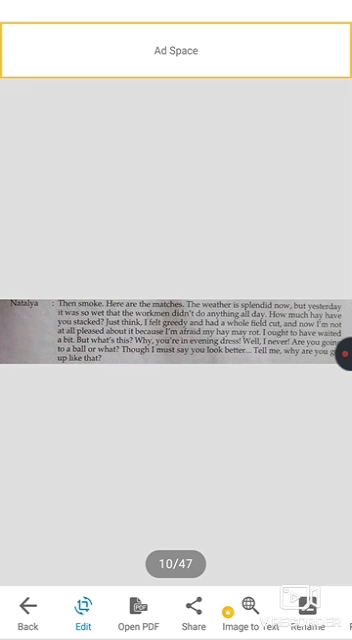 Ad Space
Natalya : Then smoke. Here are the matches. The weather is splendid now, but yesterday
it was so wet that the workmen didn't do anything all day. How much hay have
you stacked? Just think, I felt greedy and had a whole field cut, and now I'm not
at all pleased about it because I'm afraid my hay may rot. I ought to have waited
a bit. But what's this? Why, you're in evening dress! Well, I never! Are you going
to a ball or what? Though I must say you look better... Tell me, why are you
up like that?
10/47
Back Edit Open PDF Share Image to Text Rename